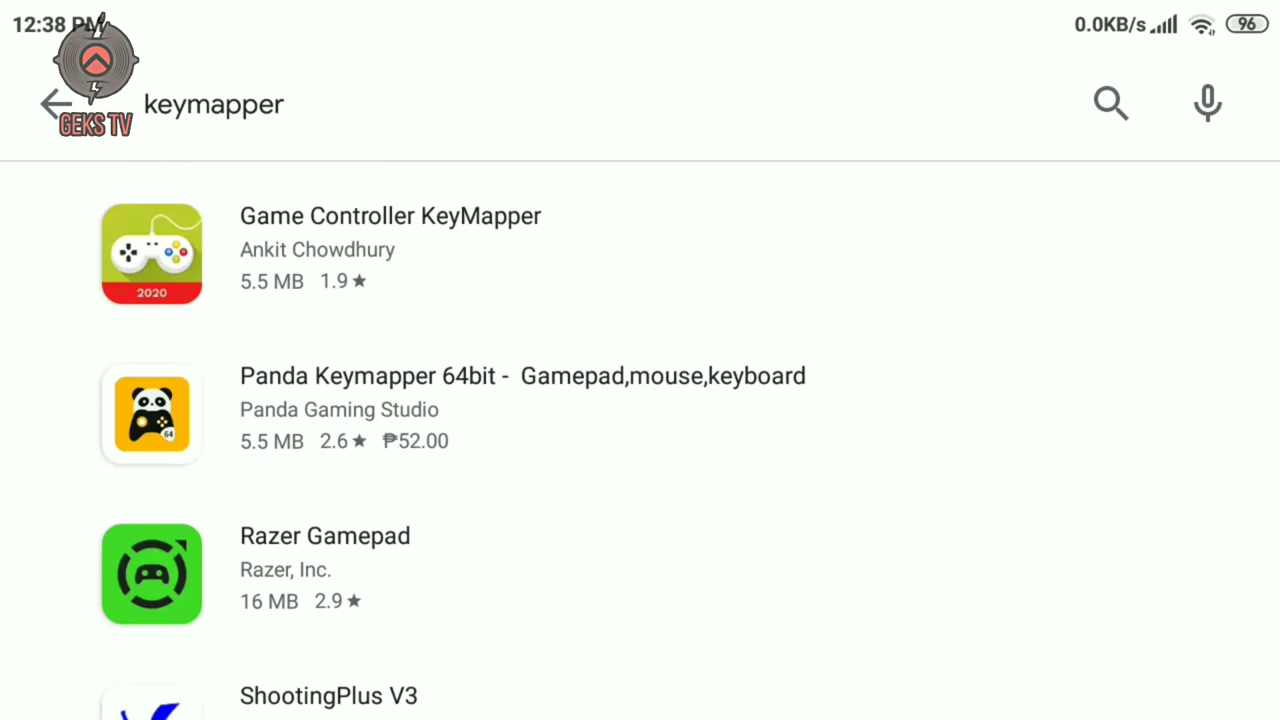 12:38 PM
0.0KB/s
96
GEKS TV
keymapper
Game Controller KeyMapper
Ankit Chowdhury
5.5 MB 1.9 ★
2020
Panda Keymapper 64bit - Gamepad,mouse,keyboard
Panda Gaming Studio
5.5 MB 2.6 ★ ₱52.00
64
Razer Gamepad
Razer, Inc.
16 MB 2.9 ★
ShootingPlus V3